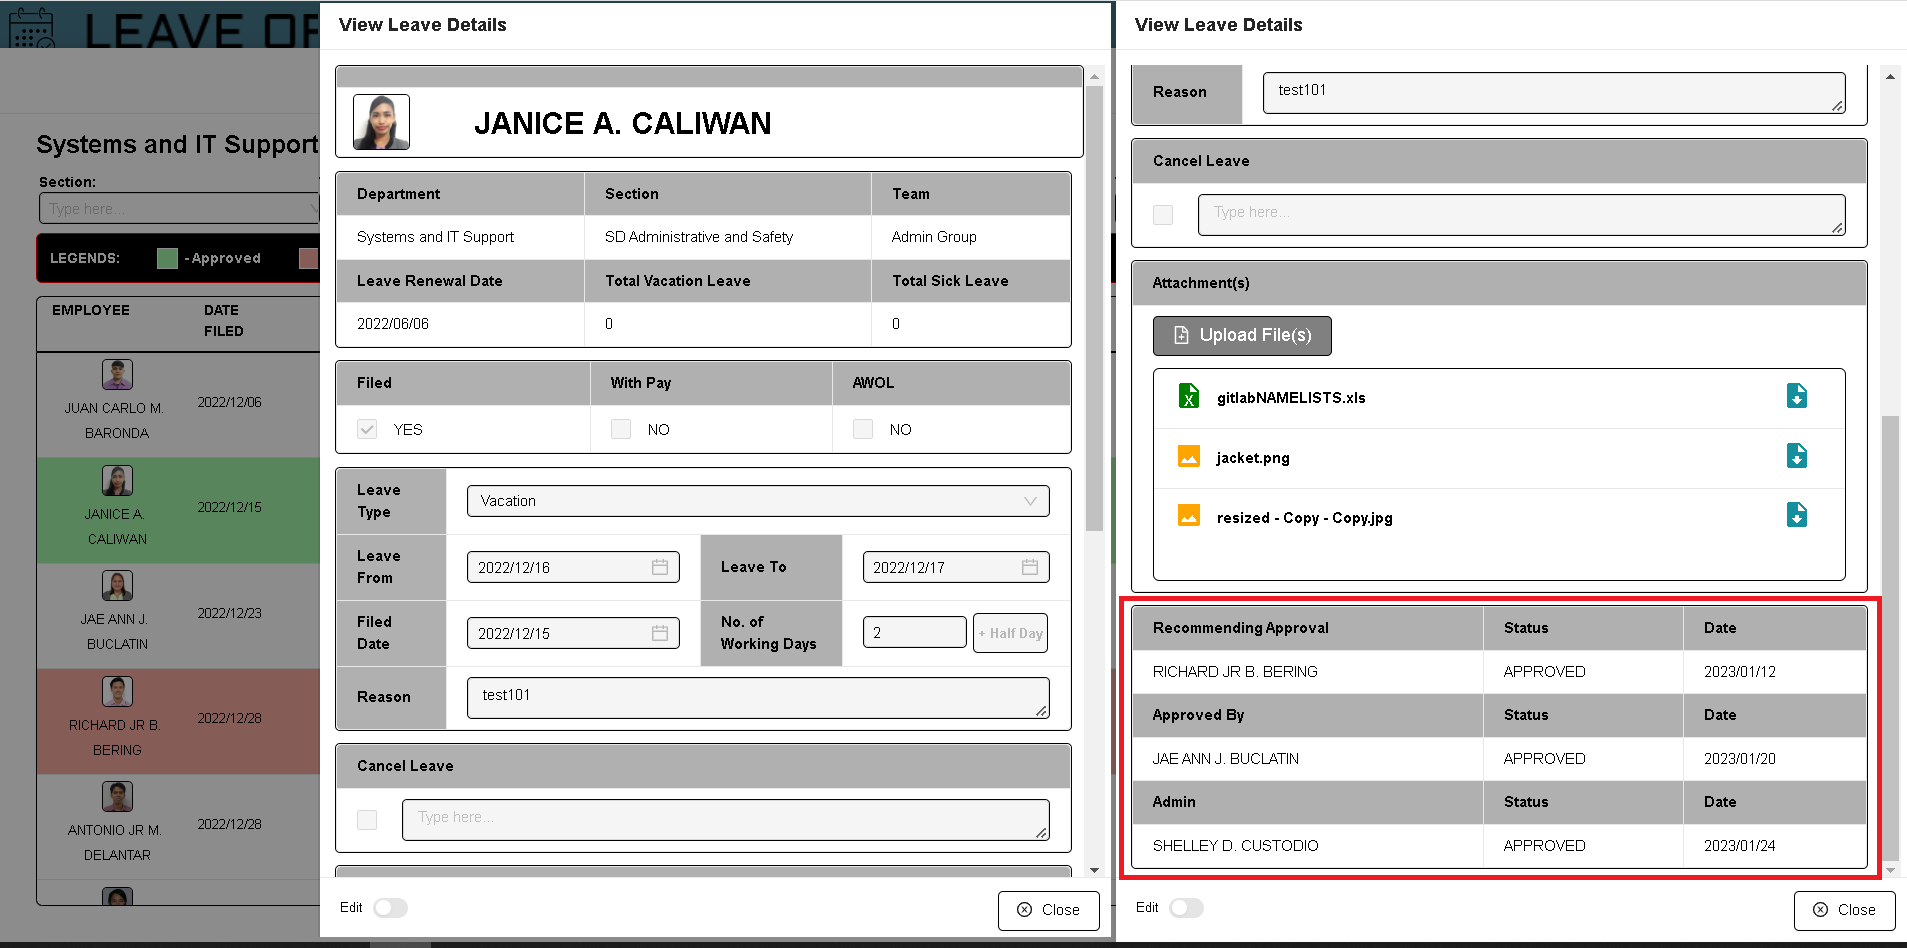 LEAVE OF
Systems and IT Support
Section:
Type here...
LEGENDS:
- Approved
EMPLOYEE
DATE
FILED
JUAN CARLO M.
BARONDA
2022/12/06
JANICE A.
CALIWAN
2022/12/15
JAE ANN J.
BUCLATIN
2022/12/23
RICHARD JR B.
BERING
2022/12/28
ANTONIO JR M.
DELANTAR
2022/12/28
View Leave Details
JANICE A. CALIWAN
Department Section Team
Systems and IT Support SD Administrative and Safety Admin Group
Leave Renewal Date Total Vacation Leave Total Sick Leave
2022/06/06 0 0
Filed With Pay AWOL
YES NO NO
Leave
Type
Vacation
Leave
From
2022/12/16
Leave To
2022/12/17
Filed
Date
2022/12/15
No. of
Working Days
2
+ Half Day
Reason
test101
Cancel Leave
Type here...
Edit
Close
View Leave Details
Reason
test101
Cancel Leave
Type here...
Attachment(s)
Upload File(s)
gitlabNAMELISTS.xls
jacket.png
resized - Copy - Copy.jpg
Recommending Approval Status Date
RICHARD JR B. BERING APPROVED 2023/01/12
Approved By Status Date
JAE ANN J. BUCLATIN APPROVED 2023/01/20
Admin Status Date
SHELLEY D. CUSTODIO APPROVED 2023/01/24
Edit
Close